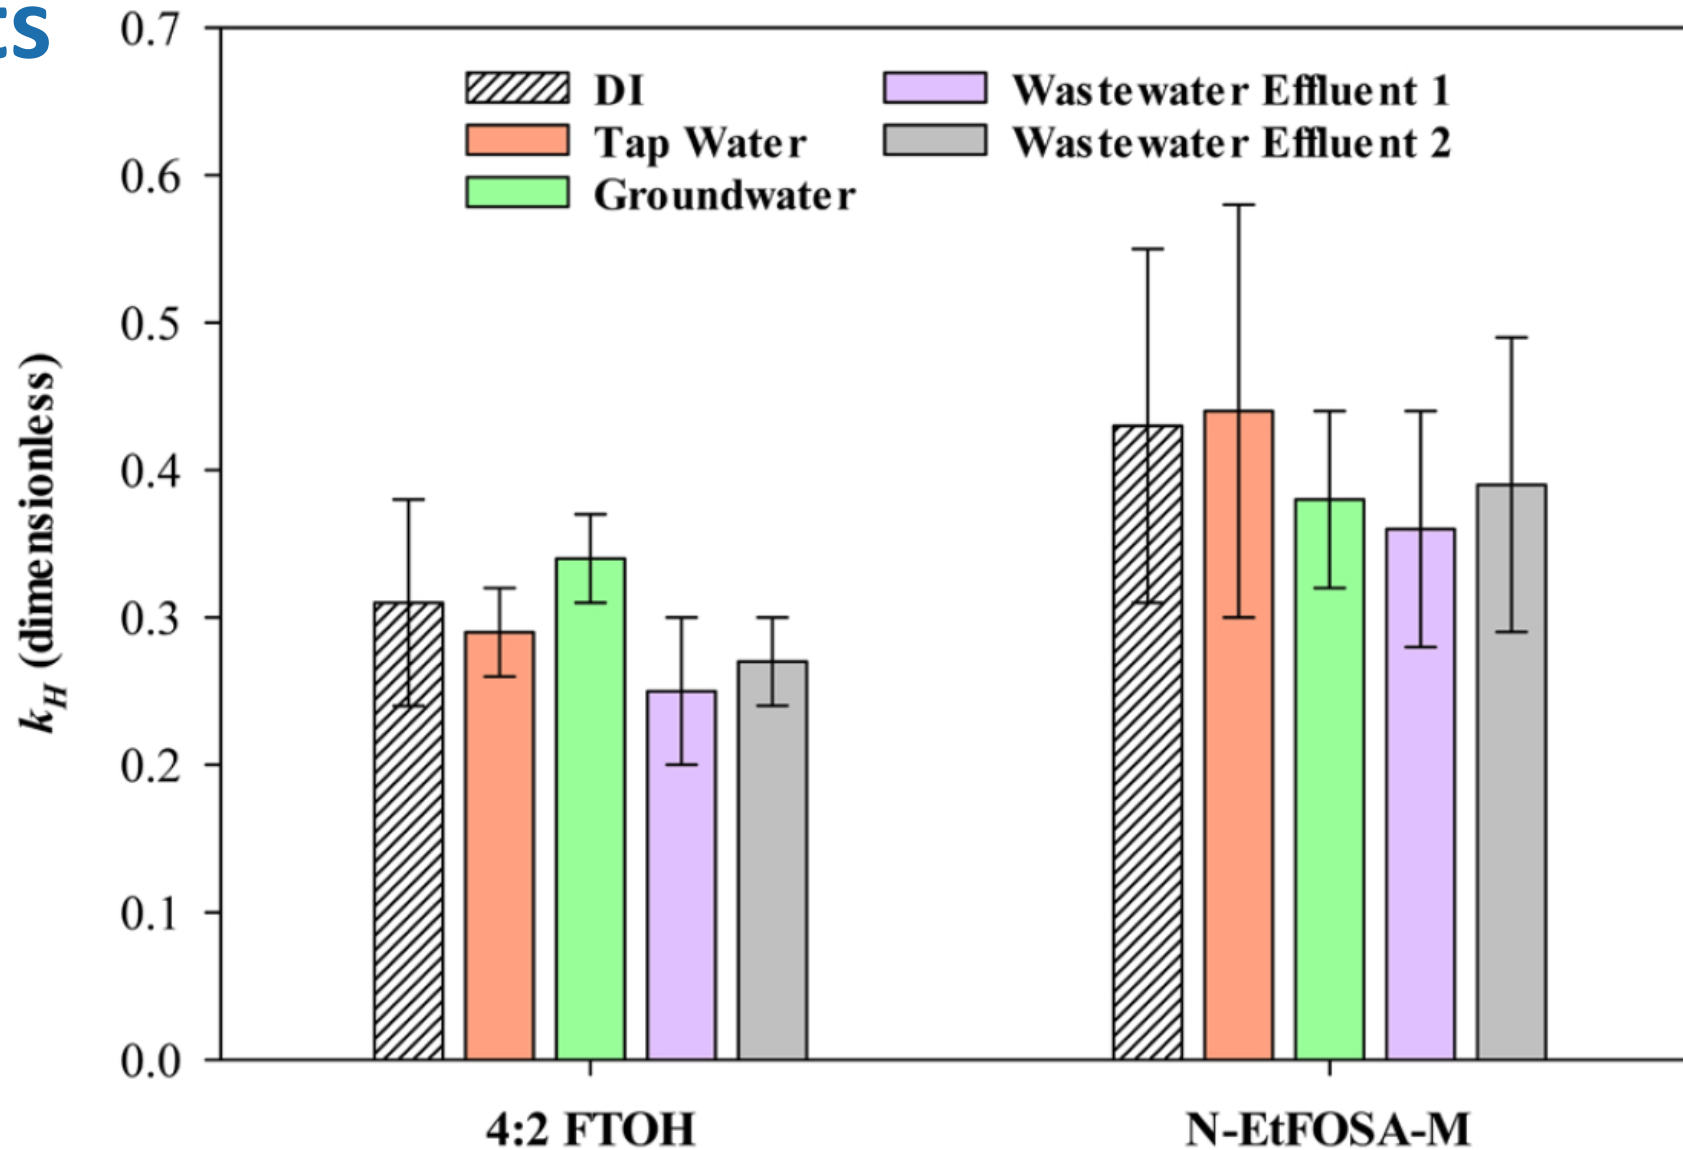 ts
0.7
0.6
0.5
0.4
0.3
0.2
0.1
0.0
k_H (dimensionless)
DI
Tap Water
Groundwater
Wastewater Effluent 1
Wastewater Effluent 2
4:2 FTOH
N-EtFOSA-M